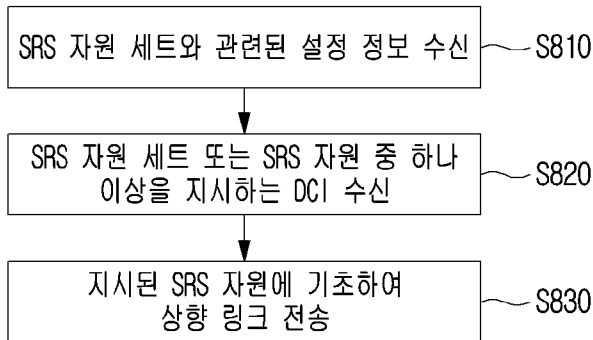 SRS 자원 세트와 관련된 설정 정보 수신
S810
SRS 자원 세트 또는 SRS 자원 중 하나
이상을 지시하는 DCI 수신
S820
지시된 SRS 자원에 기초하여
상향 링크 전송
S830